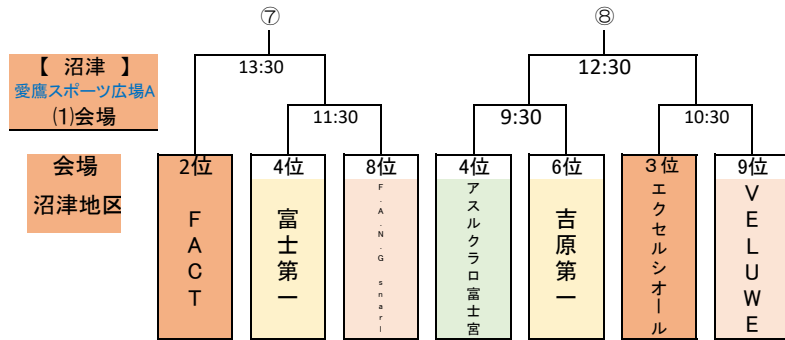 ⑦
⑧
【 沼津 】
愛鷹スポーツ広場A
⑴会場
13:30
12:30
11:30
9:30
10:30
会場
沼津地区
2位
4位
8位
4位
6位
3位
9位
FACT
富士第一
F.A.N.G snarl
アスルクラロ富士宮
吉原第一
エクセルシオール
VELUWE